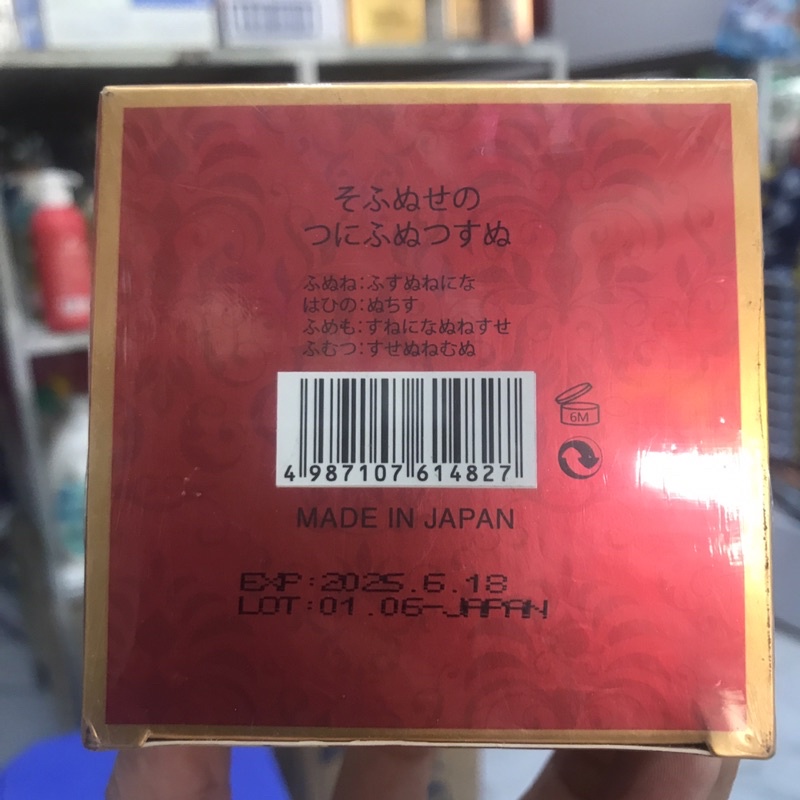 そふぬせの
つにふぬつすぬ
ふぬね:ふすぬねにな
はひの:ぬちす
ふめも:すねになぬねすせ
ふむつ:すせぬねむぬ
6M
4 987107 614827
MADE IN JAPAN
EXP:2025.6.18
LOT:01.06-JAPAN